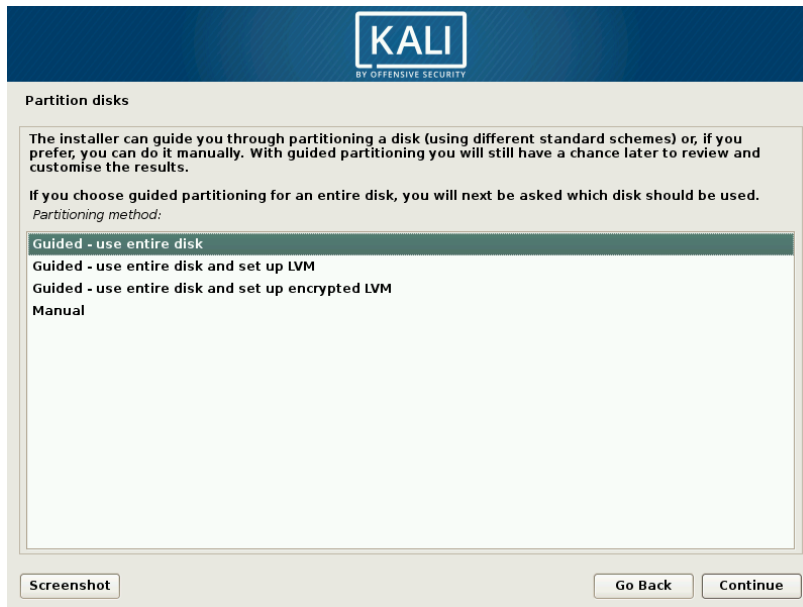 KALI
BY OFFENSIVE SECURITY
Partition disks
The installer can guide you through partitioning a disk (using different standard schemes) or, if you
prefer, you can do it manually. With guided partitioning you will still have a chance later to review and
customise the results.
If you choose guided partitioning for an entire disk, you will next be asked which disk should be used.
Partitioning method:
Guided - use entire disk
Guided - use entire disk and set up LVM
Guided - use entire disk and set up encrypted LVM
Manual
Screenshot
Go Back
Continue